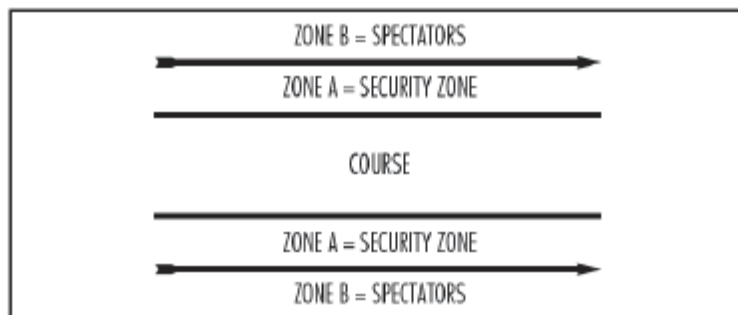 ZONE B = SPECTATORS
ZONE A = SECURITY ZONE
COURSE
ZONE A = SECURITY ZONE
ZONE B = SPECTATORS